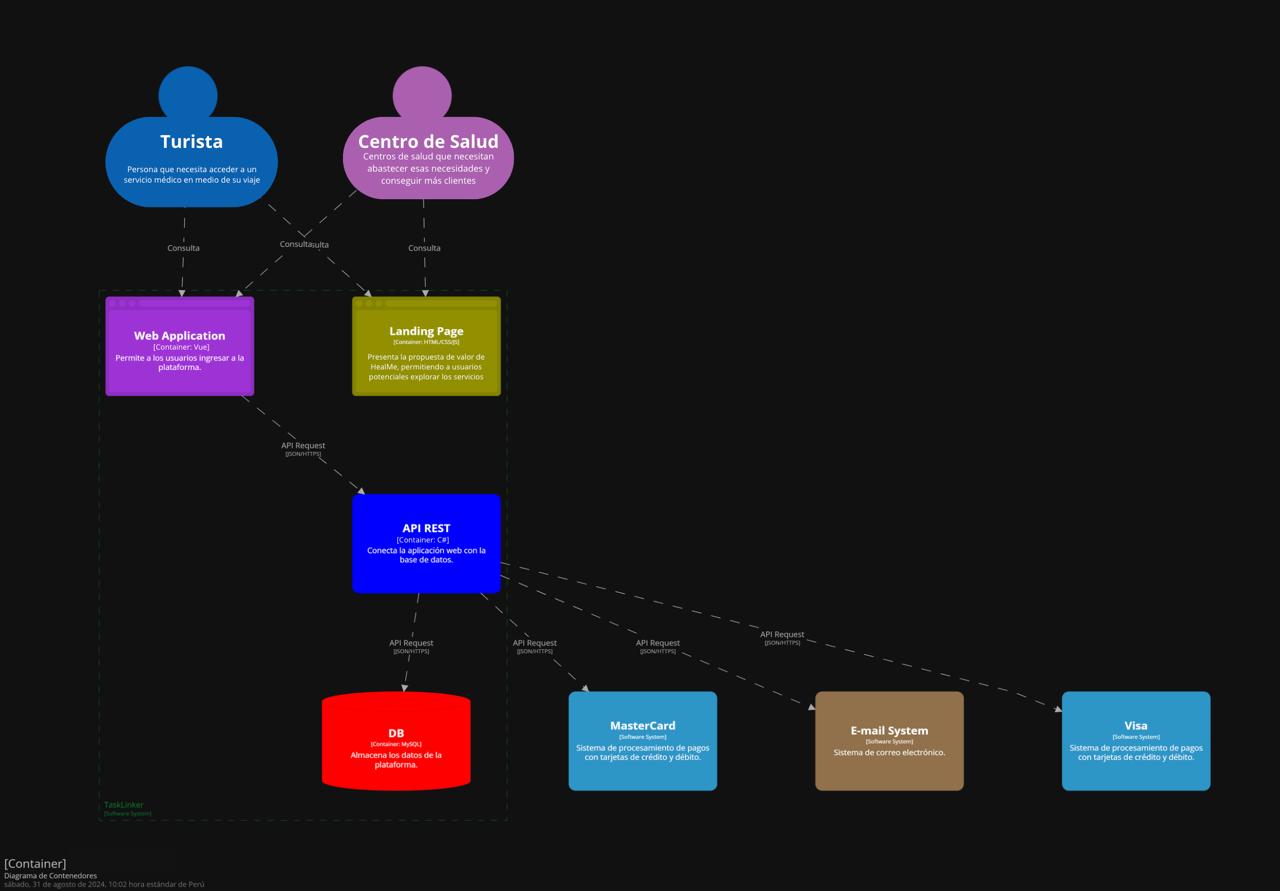 Turista
Persona que necesita acceder a un
servicio médico en medio de su viaje
Centro de Salud
Centros de salud que necesitan
abastecer esas necesidades y
conseguir más clientes
Consulta
Consulta
sulta
Consulta
Web Application
[Container: Vue]
Permite a los usuarios ingresar a la
plataforma.
Landing Page
[Container: HTML/CSS/JS]
Presenta la propuesta de valor de
HealMe, permitiendo a usuarios
potenciales explorar los servicios
API Request
[JSON/HTTPS]
API REST
[Container: C#]
Conecta la aplicación web con la
base de datos.
API Request
[JSON/HTTPS]
API Request
[JSON/HTTPS]
API Request
[JSON/HTTPS]
API Request
[JSON/HTTPS]
DB
[Container: MySQL]
Almacena los datos de la
plataforma.
MasterCard
[Software System]
Sistema de procesamiento de pagos
con tarjetas de crédito y débito.
E-mail System
[Software System]
Sistema de correo electrónico.
Visa
[Software System]
Sistema de procesamiento de pagos
con tarjetas de crédito y débito.
TaskLinker
[Software System]
[Container]
Diagrama de Contenedores
sábado, 31 de agosto de 2024, 10:02 hora estándar de Perú